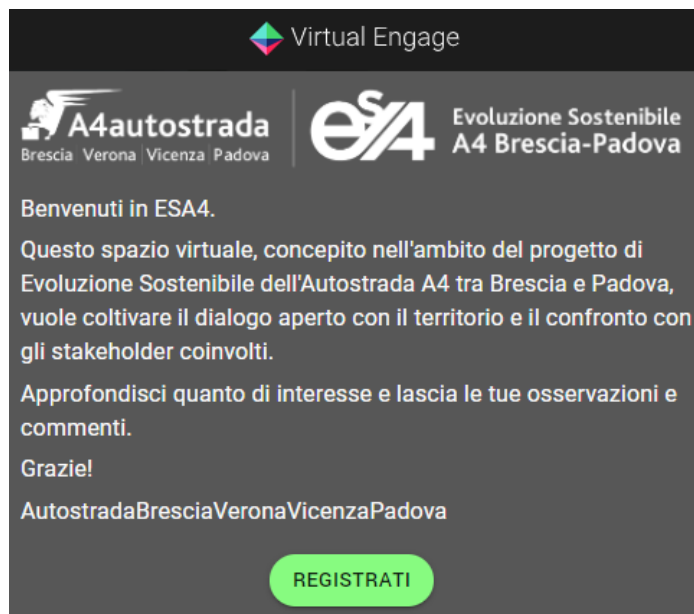 Virtual Engage
A4autostrada
Brescia Verona Vicenza Padova
esA4
Evoluzione Sostenibile
A4 Brescia-Padova
Benvenuti in ESA4.
Questo spazio virtuale, concepito nell'ambito del progetto di
Evoluzione Sostenibile dell'Autostrada A4 tra Brescia e Padova,
vuole coltivare il dialogo aperto con il territorio e il confronto con
gli stakeholder coinvolti.
Approfondisci quanto di interesse e lascia le tue osservazioni e
commenti.
Grazie!
AutostradaBresciaVeronaVicenzaPadova
REGISTRATI